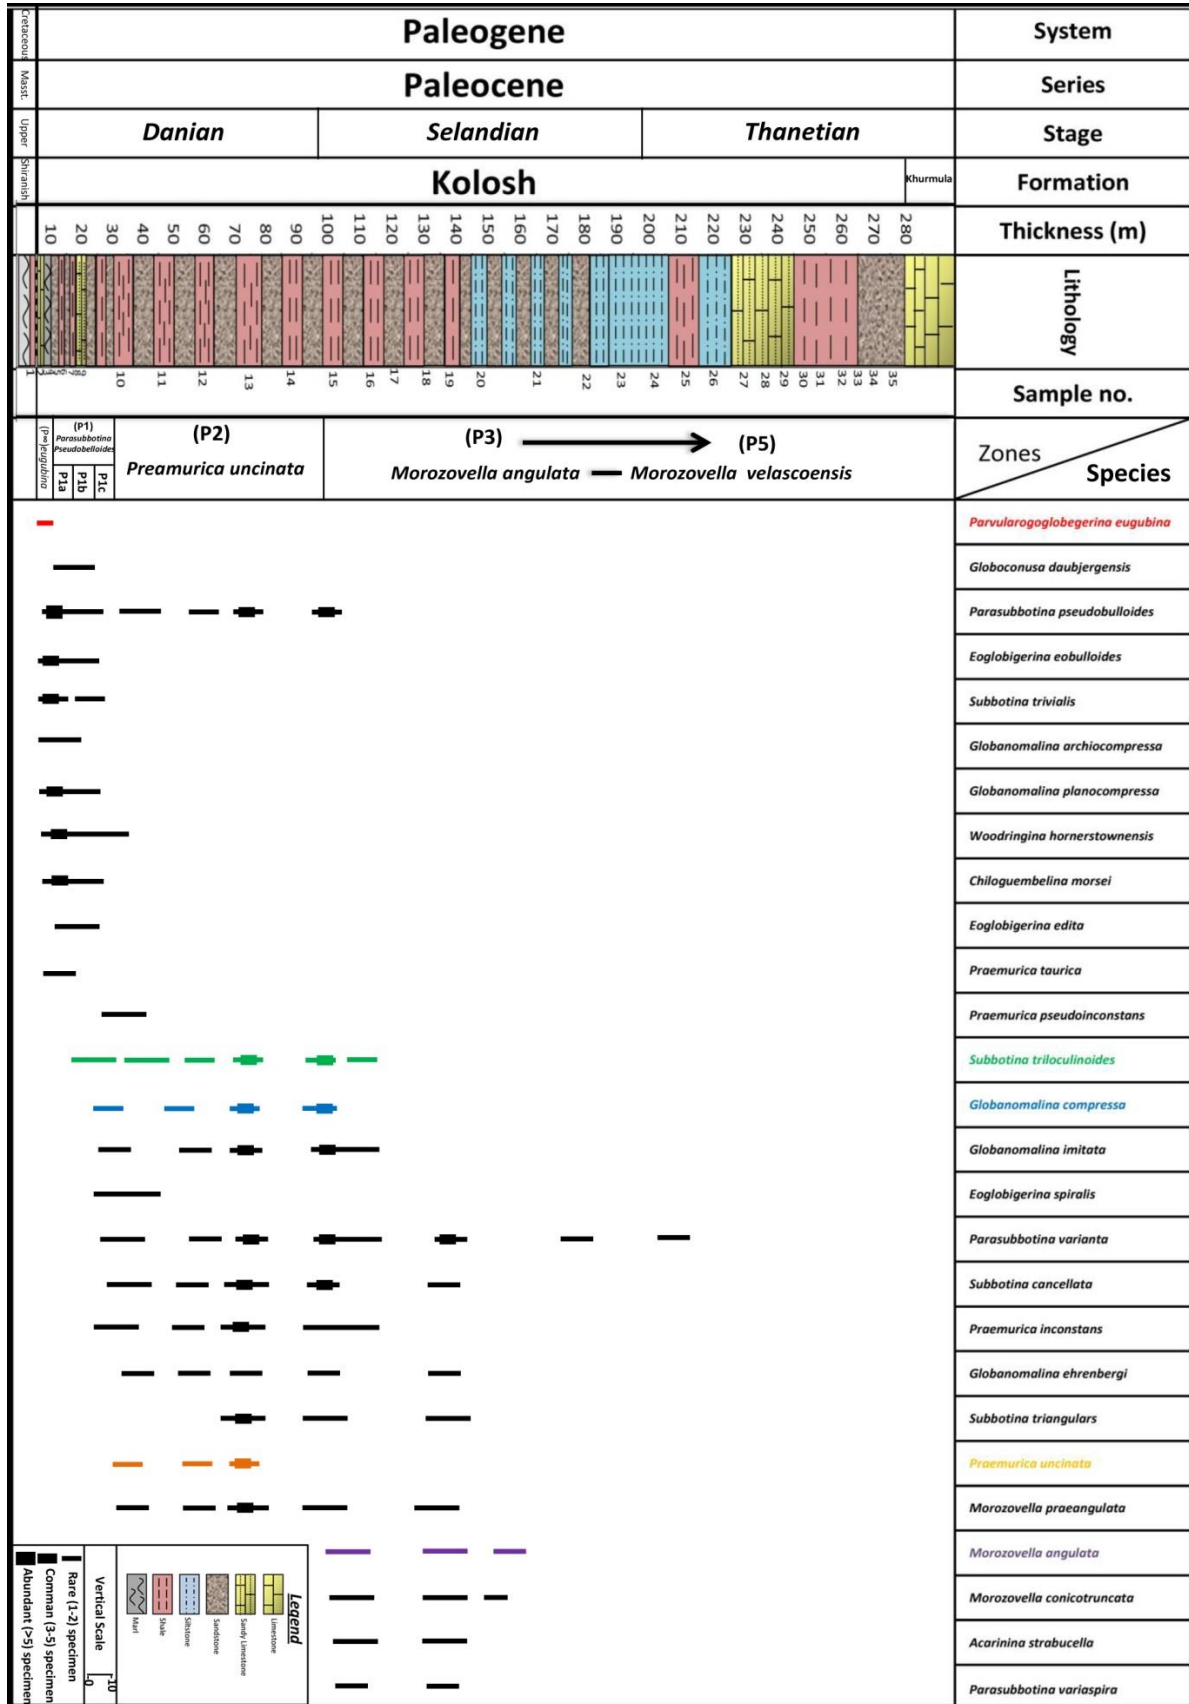 Cretaceous
Paleogene
System
Masst.
Paleocene
Series
Upper
Danian
Selandian
Thanetian
Stage
Shiranish
Kolosh
Khurmula
Formation
10 20 30 40 50 60 70 80 90 100 110 120 130 140 150 160 170 180 190 200 210 220 230 240 250 260 270 280
Thickness (m)
Lithology
1
10 11 12 13 14 15 16 17 18 19 20 21 22 23 24 25 26 27 28 29 30 31 32 33 34 35
Sample no.
(P∞)eugubina
(P1)
Parasubbotina
Pseudobelloides
P1a
P1b
P1c
(P2)
Preamurica uncinata
(P3)
(P5)
Morozovella angulata
Morozovella velascoensis
Zones
Species
Parvularogoglobegerina eugubina
Globoconusa daubjergensis
Parasubbotina pseudobulloides
Eoglobigerina eobulloides
Subbotina trivialis
Globanomalina archiocompressa
Globanomalina planocompressa
Woodringina hornerstownensis
Chiloguembelina morsei
Eoglobigerina edita
Praemurica taurica
Praemurica pseudoinconstans
Subbotina triloculinoides
Globanomalina compressa
Globanomalina imitata
Eoglobigerina spiralis
Parasubbotina varianta
Subbotina cancellata
Praemurica inconstans
Globanomalina ehrenbergi
Subbotina triangulars
Praemurica uncinata
Morozovella praeangulata
Morozovella angulata
Morozovella conicotruncata
Acarinina strabucella
Parasubbotina variaspira
Legend
Limestone
Sandy Limestone
Sandstone
Siltstone
Shale
Marl
Vertical Scale
10
0
Rare (1-2) specimen
Comman (3-5) specimen
Abundant (>5) specimen